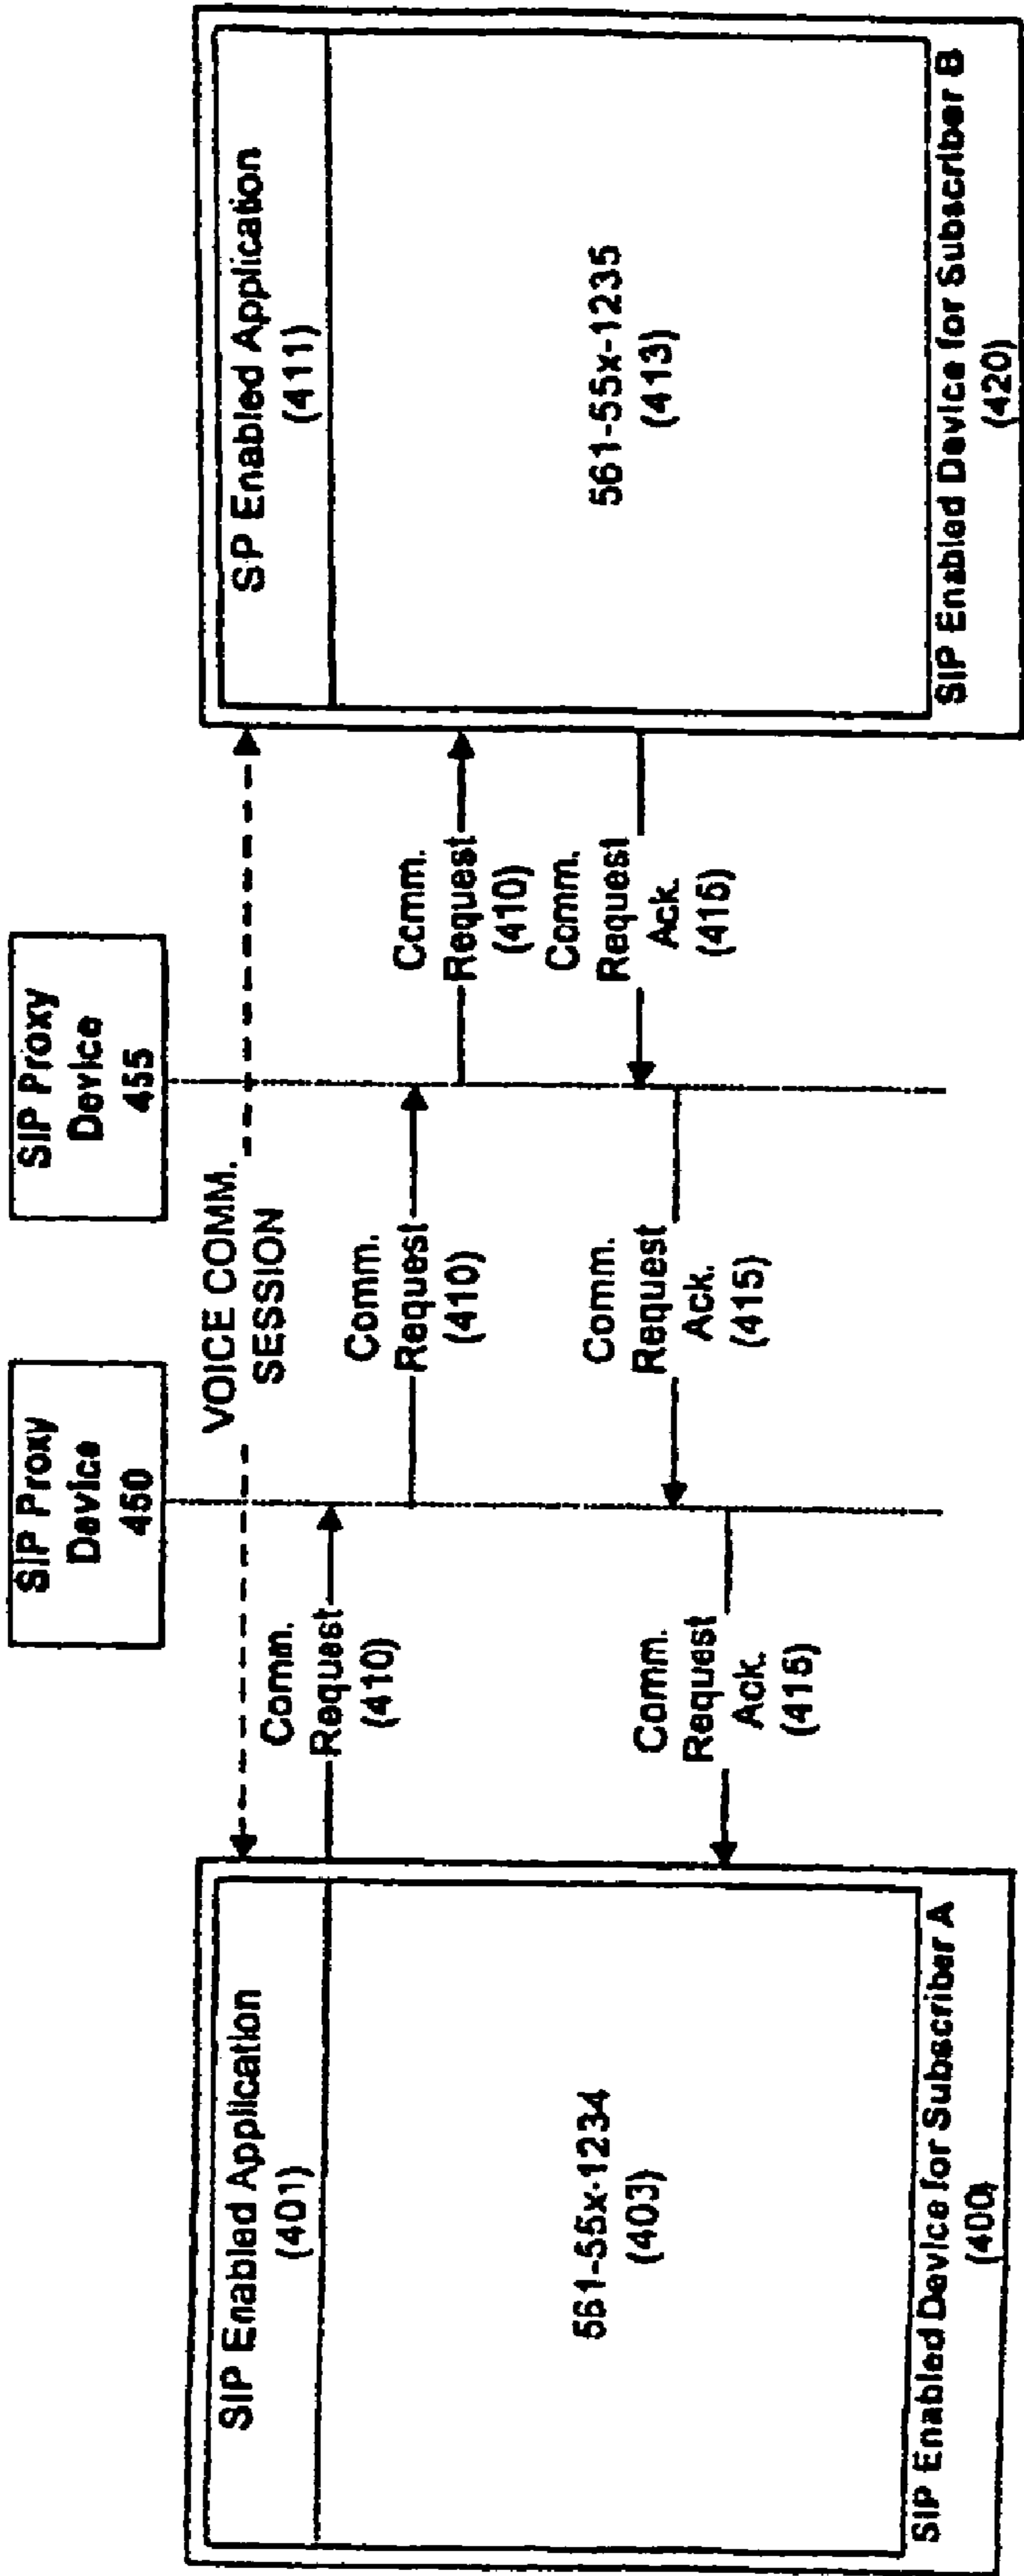 SIP Proxy
Device
450
SIP Proxy
Device
455
VOICE COMM.
SESSION
SIP Enabled Application
(401)
561-55x-1234
(403)
SIP Enabled Device for Subscriber A
(400)
Comm.
Request
(410)
Comm.
Request
Ack.
(415)
Comm.
Request
(410)
Comm.
Request
Ack.
(415)
Comm.
Request
(410)
Comm.
Request
Ack.
(415)
SIP Enabled Application
(411)
561-55x-1235
(413)
SIP Enabled Device for Subscriber B
(420)